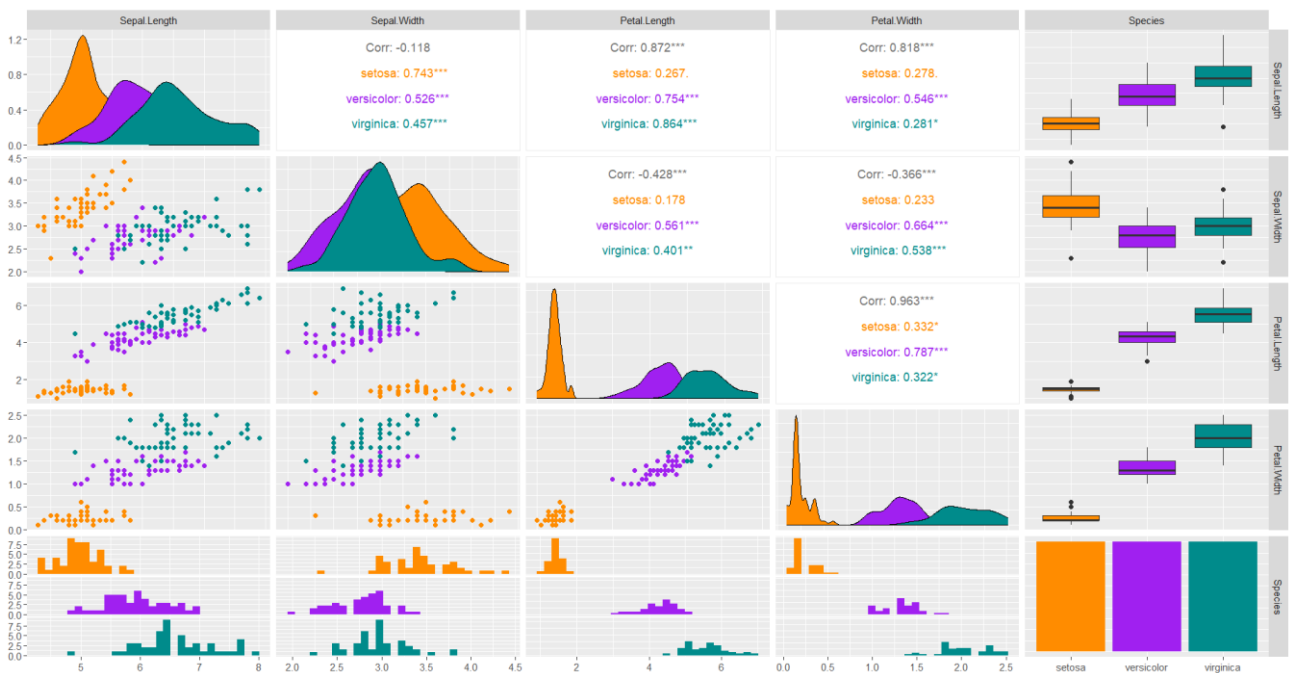 Sepal.Length
Sepal.Width
Petal.Length
Petal.Width
Species
1.2
0.8
0.4
0.0
Corr: -0.118
setosa: 0.743***
versicolor: 0.526***
virginica: 0.457***
Corr: 0.872***
setosa: 0.267.
versicolor: 0.754***
virginica: 0.864***
Corr: 0.818***
setosa: 0.278.
versicolor: 0.546***
virginica: 0.281*
Sepal.Length
4.5
4.0
3.5
3.0
2.5
2.0
Corr: -0.428***
setosa: 0.178
versicolor: 0.561***
virginica: 0.401**
Corr: -0.366***
setosa: 0.233
versicolor: 0.664***
virginica: 0.538***
Sepal.Width
6
4
2
Corr: 0.963***
setosa: 0.332*
versicolor: 0.787***
virginica: 0.322*
Petal.Length
2.5
2.0
1.5
1.0
0.5
0.0
Petal.Width
7.5
5.0
2.5
0.0
7.5
5.0
2.5
0.0
7.5
5.0
2.5
0.0
Species
5 6 7 8
2.0 2.5 3.0 3.5 4.0 4.5
2 4 6
0.0 0.5 1.0 1.5 2.0 2.5
setosa versicolor virginica